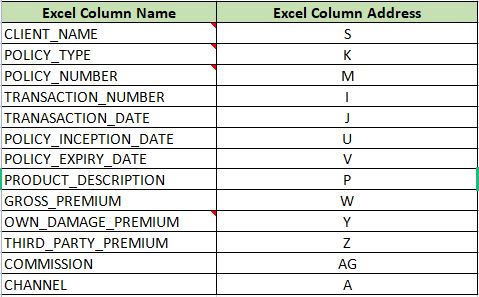 Excel Column Name Excel Column Address
CLIENT_NAME S
POLICY_TYPE K
POLICY_NUMBER M
TRANSACTION_NUMBER I
TRANASACTION_DATE J
POLICY_INCEPTION_DATE U
POLICY_EXPIRY_DATE V
PRODUCT_DESCRIPTION P
GROSS_PREMIUM W
OWN_DAMAGE_PREMIUM Y
THIRD_PARTY_PREMIUM Z
COMMISSION AG
CHANNEL A